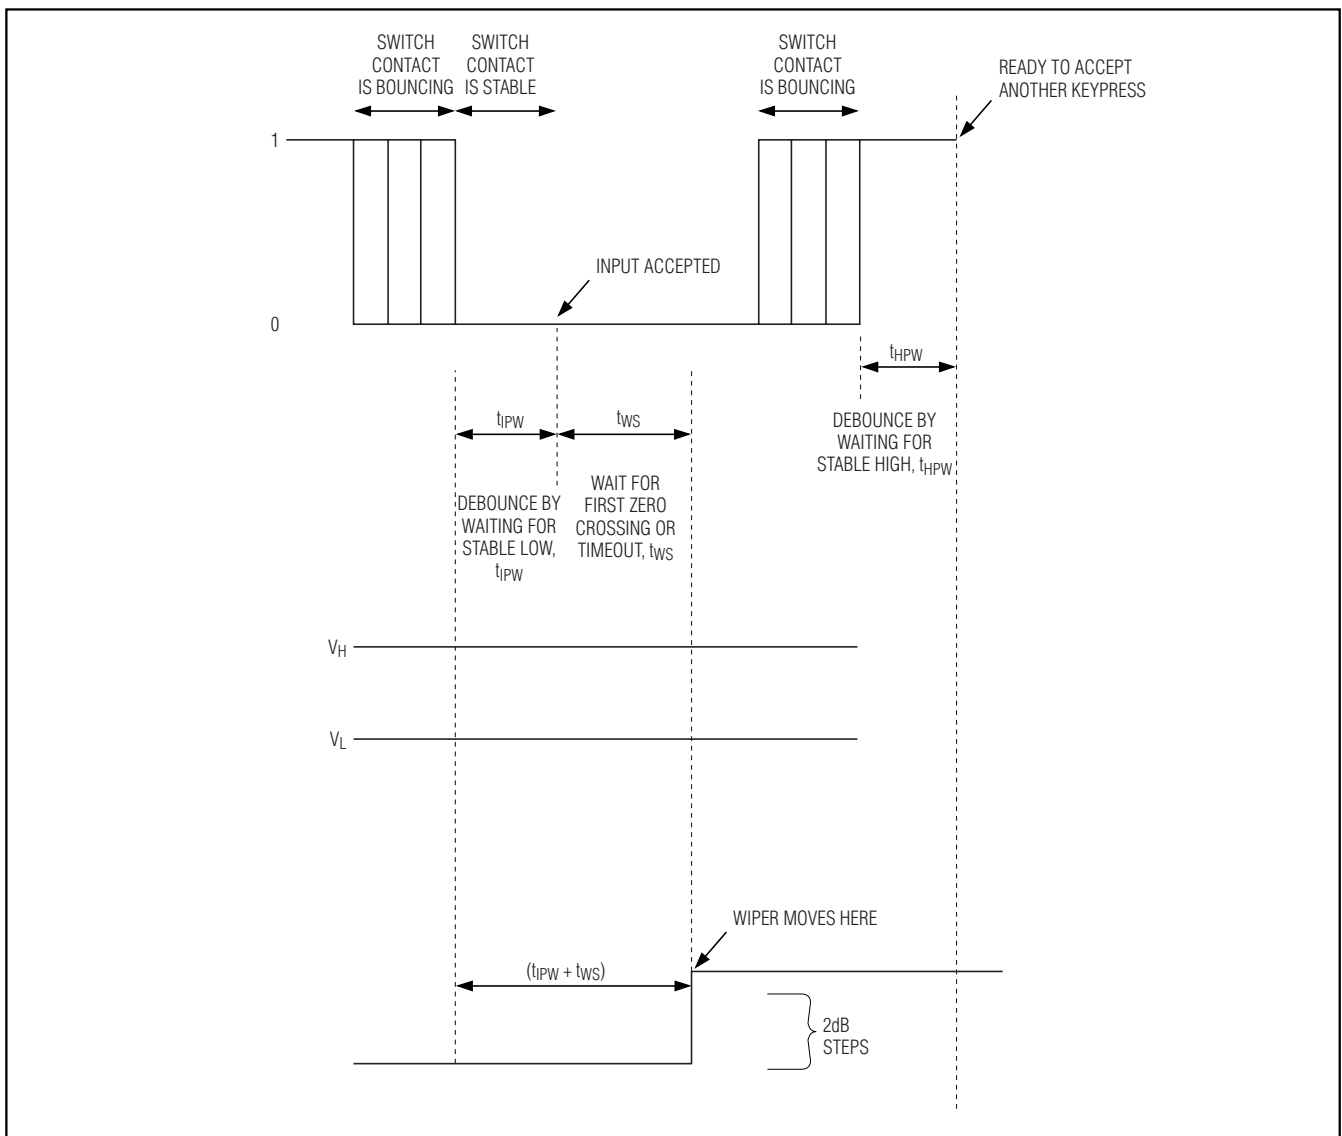 SWITCH
CONTACT
IS BOUNCING
SWITCH
CONTACT
IS STABLE
SWITCH
CONTACT
IS BOUNCING
READY TO ACCEPT
ANOTHER KEYPRESS
1
INPUT ACCEPTED
0
tHPW
DEBOUNCE BY
WAITING FOR
STABLE HIGH, tHPW
tIPW
tWS
DEBOUNCE BY
WAITING FOR
STABLE LOW,
tIPW
WAIT FOR
FIRST ZERO
CROSSING OR
TIMEOUT, tWS
VH
VL
WIPER MOVES HERE
(tIPW + tWS)
2dB
STEPS